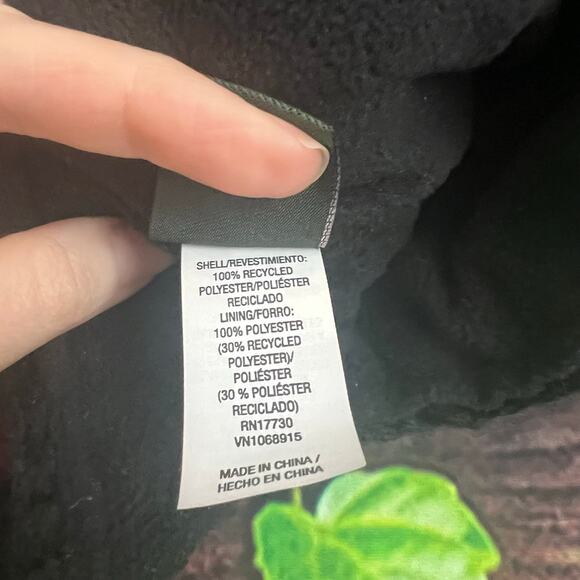 SHELL/REVESTIMIENTO:
100% RECYCLED
POLYESTER/POLIÉSTER
RECICLADO
LINING/FORRO:
100% POLYESTER
(30% RECYCLED
POLYESTER)/
POLIÉSTER
(30 % POLIÉSTER
RECICLADO)
RN17730
VN1068915
MADE IN CHINA /
HECHO EN CHINA